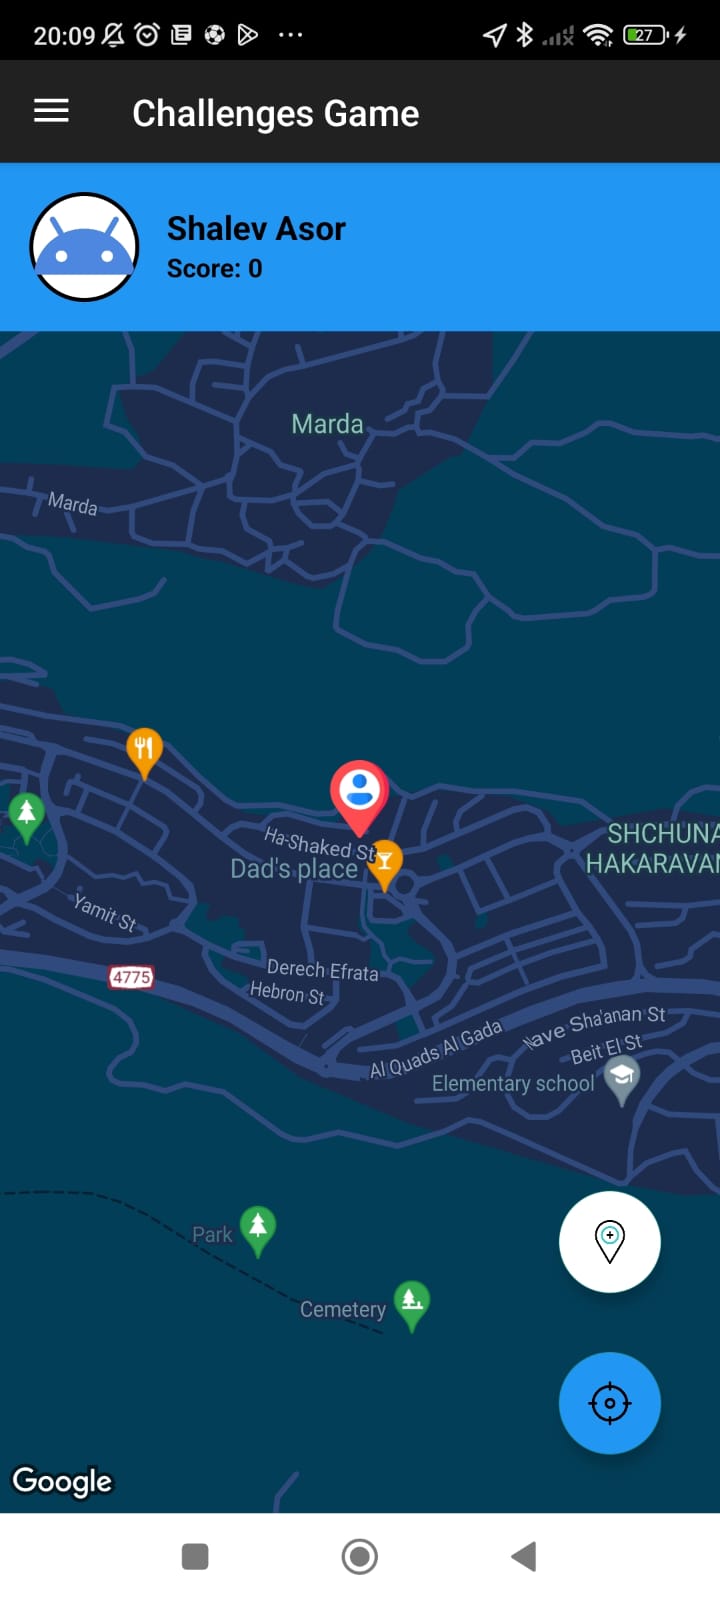 20:09
27
Challenges Game
Shalev Asor
Score: 0
Marda
Marda
Ha-Shaked St
Dad's place
SHCHUNA
HAKARAVAN
Yamit St
4775
Derech Efrata
Hebron St
Al Quads Al Gada
Nave Sha'anan St
Beit El St
Elementary school
Park
Cemetery
Google